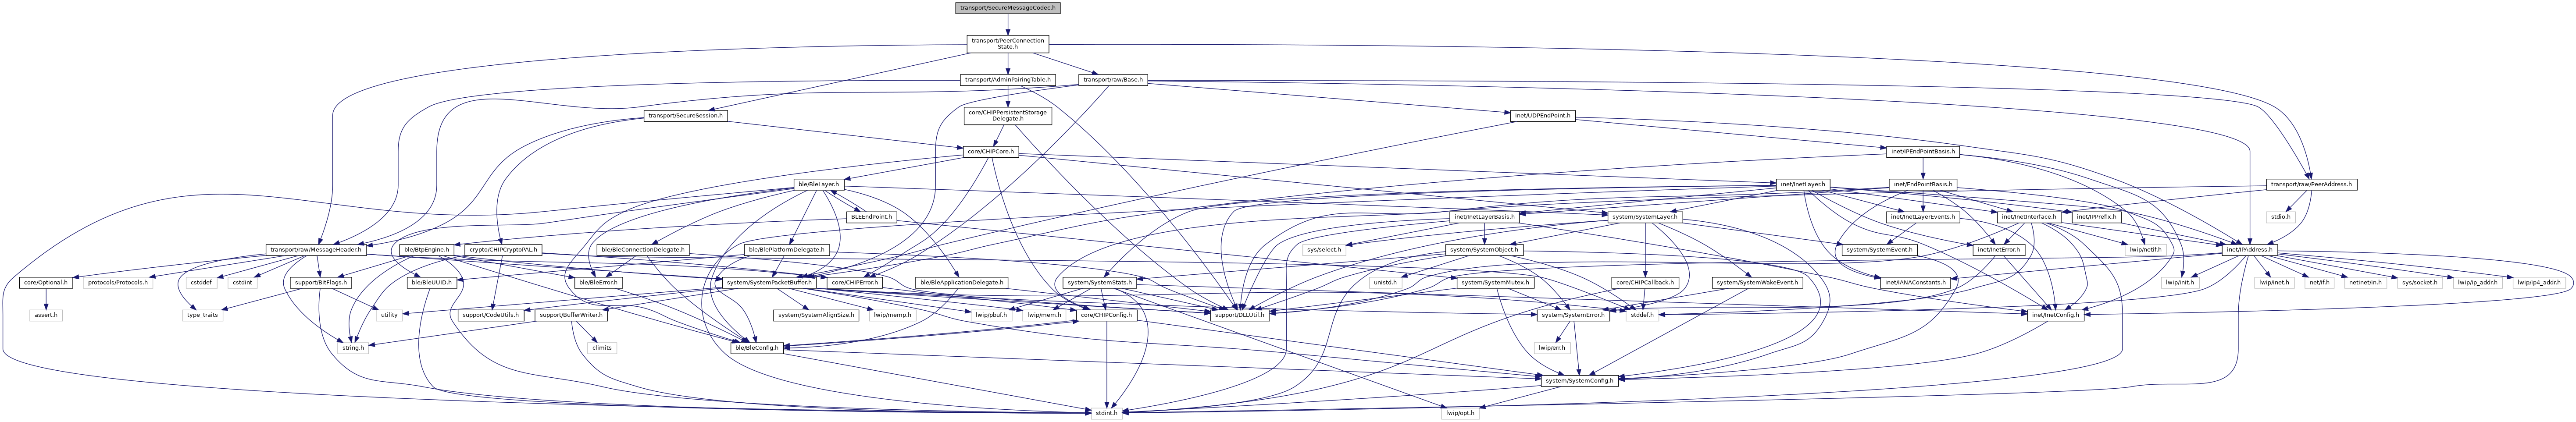 transport/SecureMessageCodec.h
transport/PeerConnection
State.h
transport/AdminPairingTable.h
transport/raw/Base.h
core/CHIPPersistentStorage
Delegate.h
transport/SecureSession.h
inet/UDPEndPoint.h
core/CHIPCore.h
inet/IPEndPointBasis.h
ble/BleLayer.h
inet/InetLayer.h
inet/EndPointBasis.h
transport/raw/PeerAddress.h
BLEEndPoint.h
inet/InetLayerBasis.h
system/SystemLayer.h
inet/InetLayerEvents.h
inet/InetInterface.h
inet/IPPrefix.h
stdio.h
transport/raw/MessageHeader.h
ble/BtpEngine.h
crypto/CHIPCryptoPAL.h
ble/BleConnectionDelegate.h
ble/BlePlatformDelegate.h
sys/select.h
system/SystemObject.h
system/SystemEvent.h
inet/InetError.h
lwip/netif.h
inet/IPAddress.h
core/Optional.h
protocols/Protocols.h
cstddef
cstdint
support/BitFlags.h
ble/BleUUID.h
ble/BleError.h
system/SystemPacketBuffer.h
core/CHIPError.h
ble/BleApplicationDelegate.h
system/SystemStats.h
unistd.h
system/SystemMutex.h
core/CHIPCallback.h
system/SystemWakeEvent.h
inet/IANAConstants.h
lwip/init.h
lwip/inet.h
net/if.h
netinet/in.h
sys/socket.h
lwip/ip_addr.h
lwip/ip4_addr.h
assert.h
type_traits
utility
support/CodeUtils.h
support/BufferWriter.h
system/SystemAlignSize.h
lwip/memp.h
lwip/pbuf.h
lwip/mem.h
core/CHIPConfig.h
support/DLLUtil.h
system/SystemError.h
stddef.h
inet/InetConfig.h
string.h
climits
ble/BleConfig.h
lwip/err.h
system/SystemConfig.h
stdint.h
lwip/opt.h